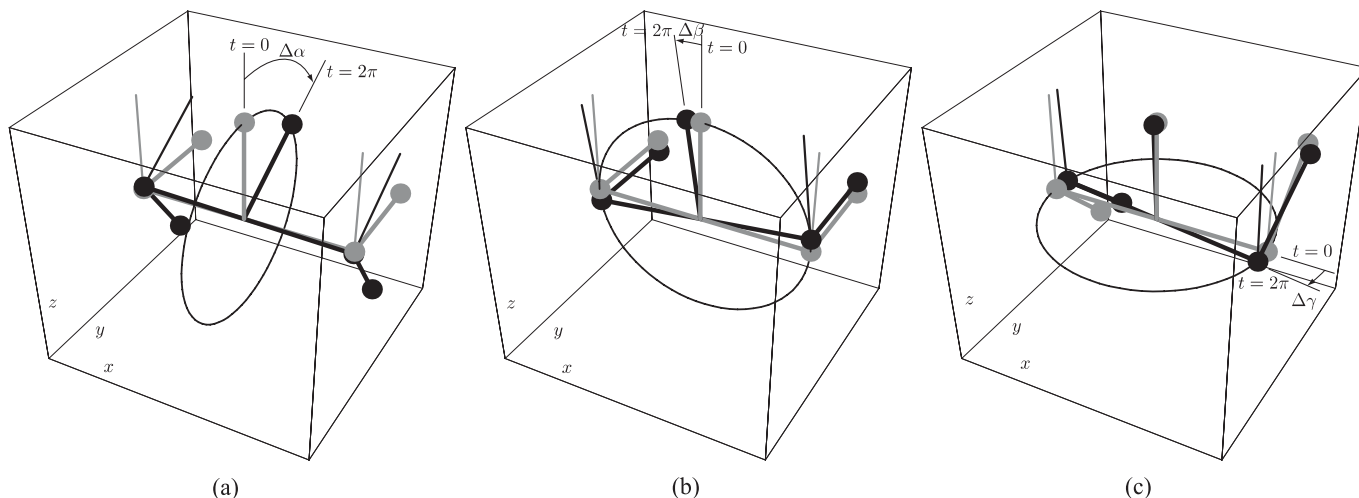 t = 0
Δα
t = 2π
z
y
x
(a)
t = 2π
Δβ
t = 0
z
y
x
(b)
t = 0
t = 2π
Δγ
z
y
x
(c)